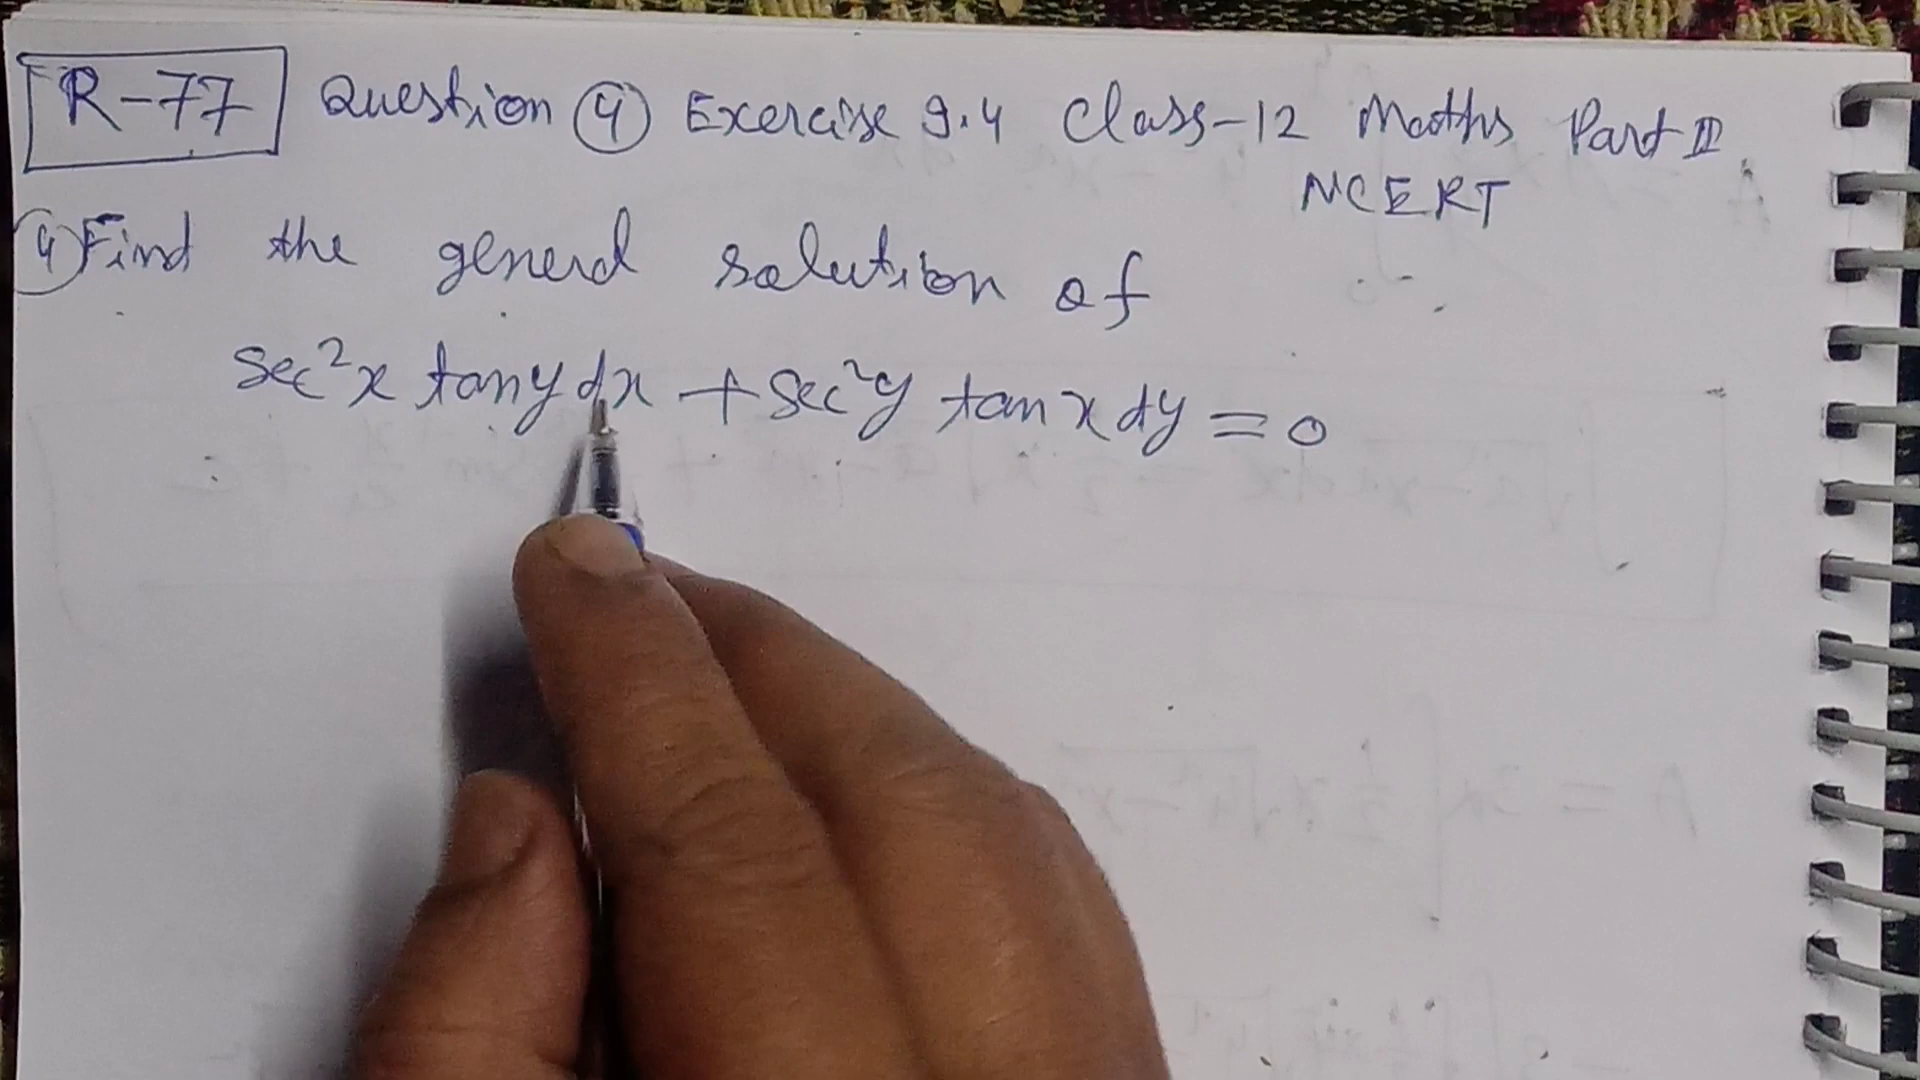 R-77 Question 4 Exercise 9.4 Class-12 Maths Part II
NCERT
4) Find the general solution of
sec²x tany dx + sec²y tan x dy = 0